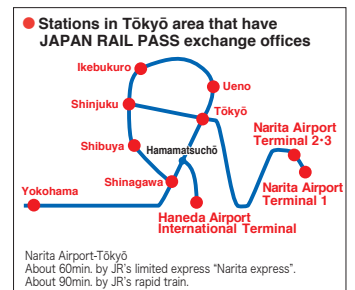 ● Stations in Tōkyō area that have
JAPAN RAIL PASS exchange offices
Ikebukuro
Ueno
Shinjuku
Tōkyō
Narita Airport
Terminal 2・3
Shibuya
Hamamatsuchō
Narita Airport
Terminal 1
Shinagawa
Yokohama
Haneda Airport
International Terminal
Narita Airport-Tōkyō
About 60min. by JR's limited express “Narita express”.
About 90min. by JR's rapid train.